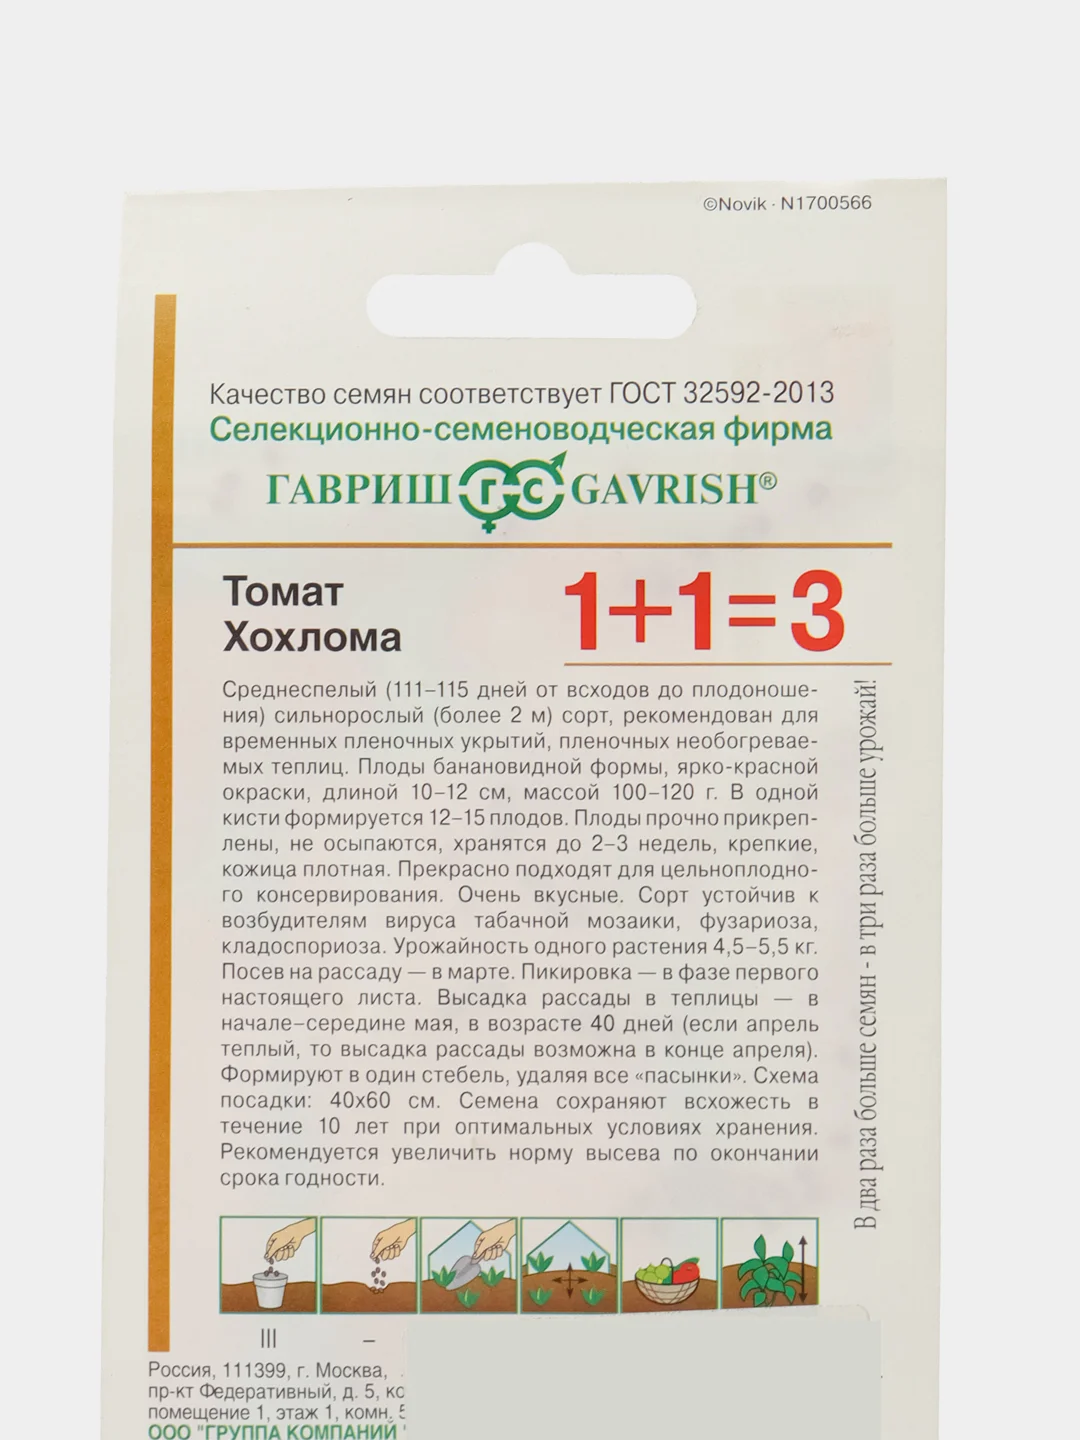 ©Novik · N1700566
Качество семян соответствует ГОСТ 32592-2013
Селекционно-семеноводческая фирма
ГАВРИШ Г-С GAVRISH®
Томат
Хохлома
1+1=3
Среднеспелый (111–115 дней от всходов до плодоноше-
ния) сильнорослый (более 2 м) сорт, рекомендован для
временных пленочных укрытий, пленочных необогревае-
мых теплиц. Плоды банановидной формы, ярко-красной
окраски, длиной 10–12 см, массой 100–120 г. В одной
кисти формируется 12–15 плодов. Плоды прочно прикреп-
лены, не осыпаются, хранятся до 2–3 недель, крепкие,
кожица плотная. Прекрасно подходят для цельноплодно-
го консервирования. Очень вкусные. Сорт устойчив к
возбудителям вируса табачной мозаики, фузариоза,
кладоспориоза. Урожайность одного растения 4,5–5,5 кг.
Посев на рассаду — в марте. Пикировка — в фазе первого
настоящего листа. Высадка рассады в теплицы — в
начале–середине мая, в возрасте 40 дней (если апрель
теплый, то высадка рассады возможна в конце апреля).
Формируют в один стебель, удаляя все «пасынки». Схема
посадки: 40х60 см. Семена сохраняют всхожесть в
течение 10 лет при оптимальных условиях хранения.
Рекомендуется увеличить норму высева по окончании
срока годности.
В два раза больше семян - в три раза больше урожай!
III –
Россия, 111399, г. Москва,
пр-кт Федеративный, д. 5,
помещение 1, этаж 1, комн.
ООО "ГРУППА КОМПАНИЙ